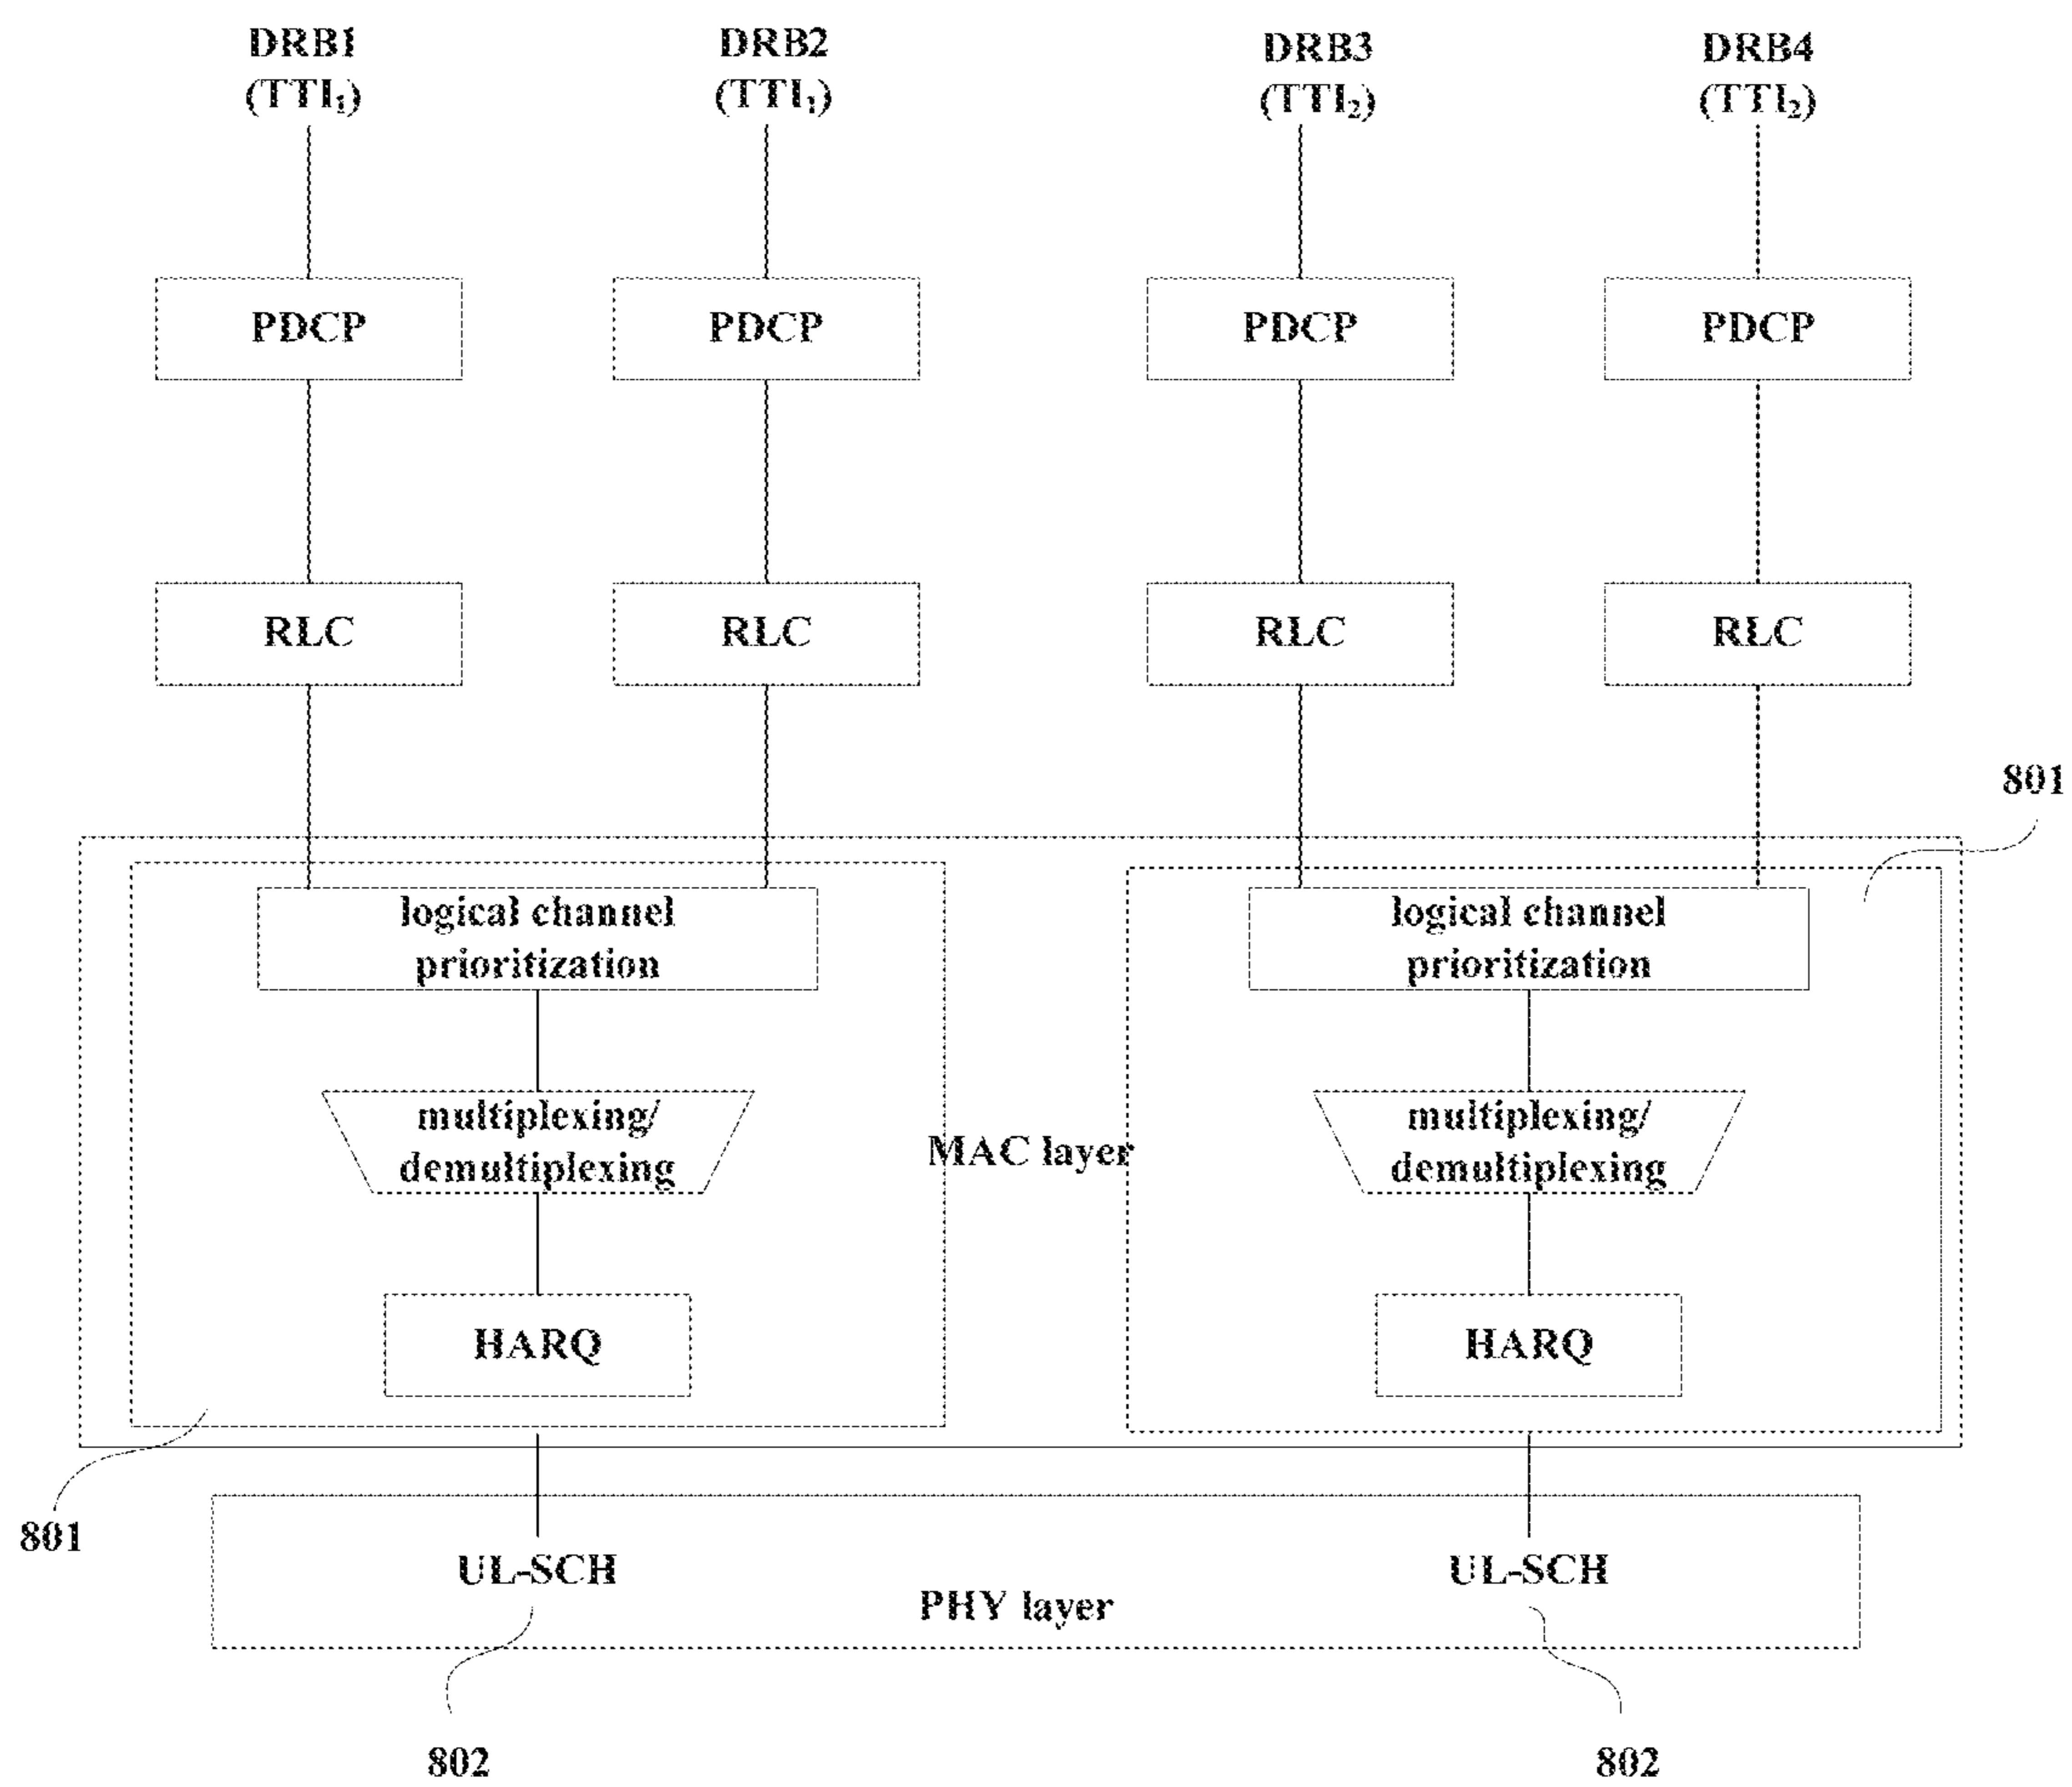 DRB1
(TTI₁)
DRB2
(TTI₁)
DRB3
(TTI₂)
DRB4
(TTI₂)
PDCP
PDCP
PDCP
PDCP
RLC
RLC
RLC
RLC
801
logical channel
prioritization
logical channel
prioritization
multiplexing/
demultiplexing
MAC layer
multiplexing/
demultiplexing
HARQ
HARQ
801
UL-SCH
PHY layer
UL-SCH
802
802